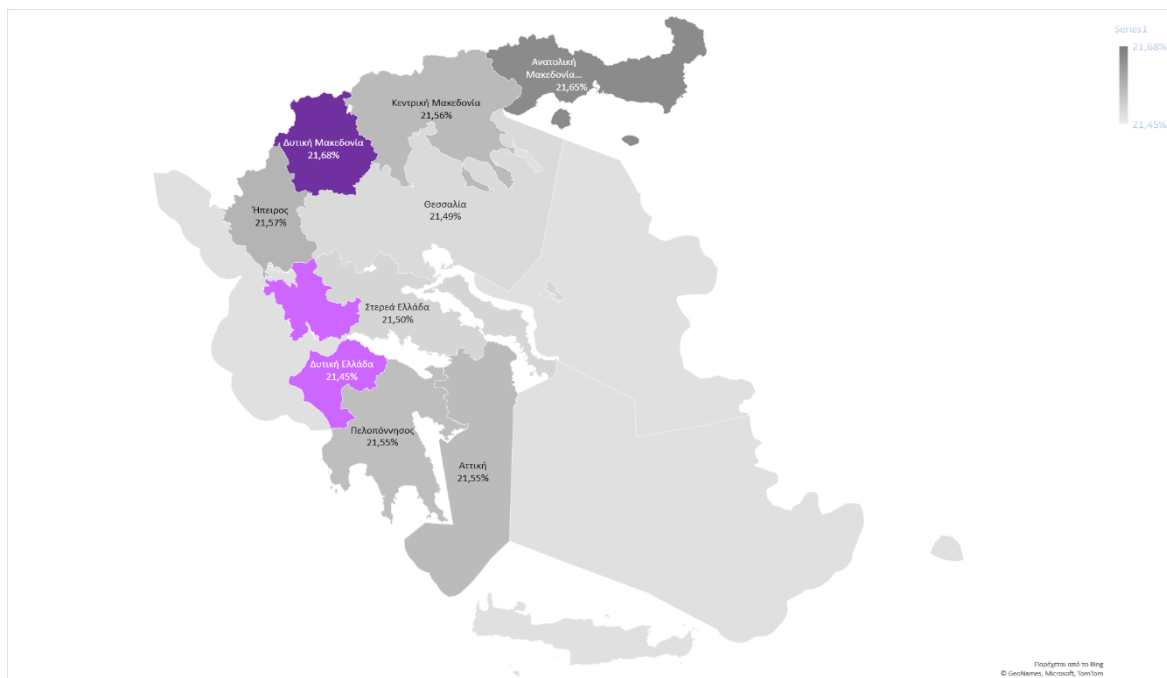 Series1
21,68%
21,45%
Ανατολική
Μακεδονία...
21,65%
Κεντρική Μακεδονία
21,56%
Δυτική Μακεδονία
21,68%
Ήπειρος
21,57%
Θεσσαλία
21,49%
Στερεά Ελλάδα
21,50%
Δυτική Ελλάδα
21,45%
Πελοπόννησος
21,55%
Αττική
21,55%
Παρέχεται από το Bing
© GeoNames, Microsoft, TomTom